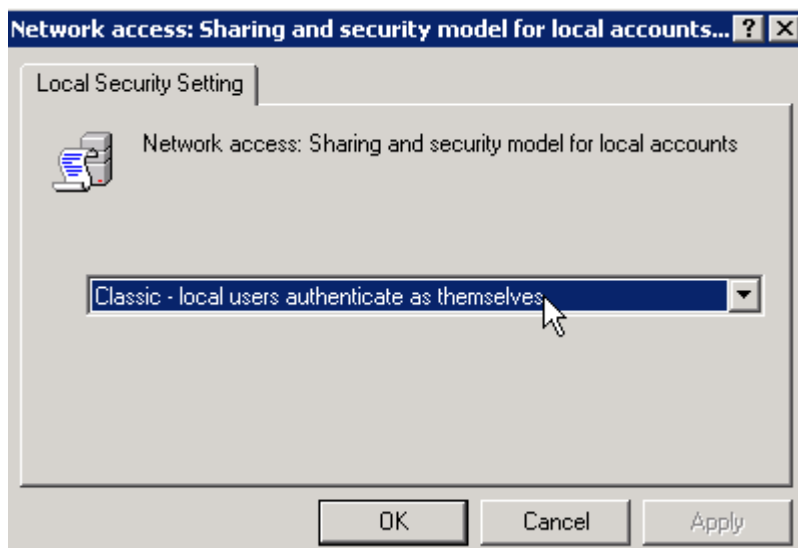 Network access: Sharing and security model for local accounts...
Local Security Setting
Network access: Sharing and security model for local accounts
Classic - local users authenticate as themselves
OK
Cancel
Apply